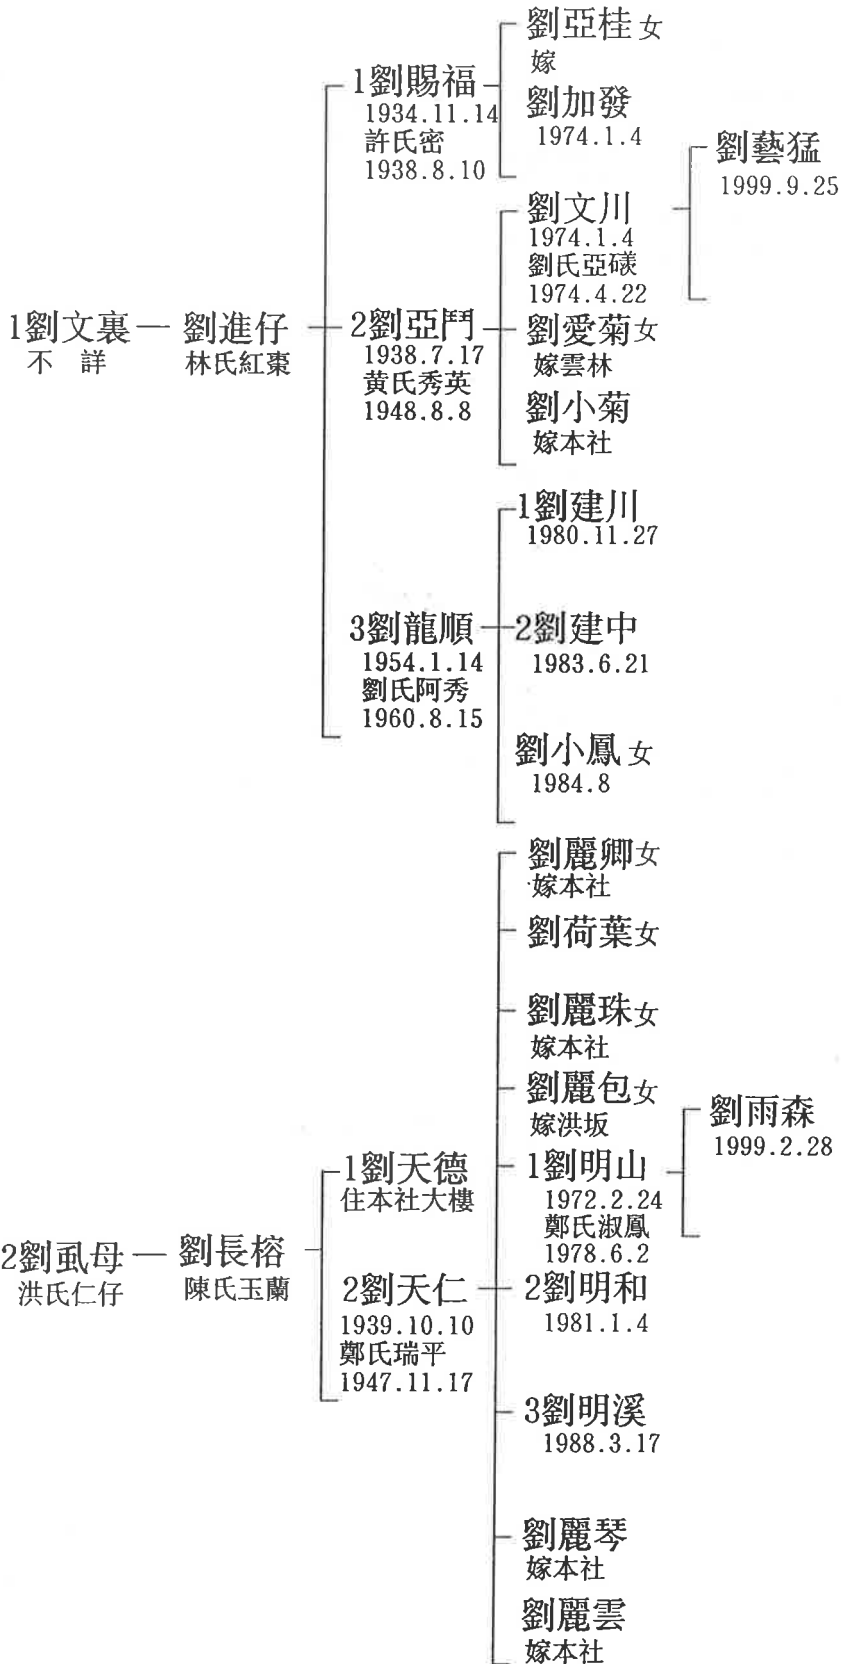 1劉文裏
不 詳
劉進仔
林氏紅棗
1劉賜福
1934.11.14
許氏密
1938.8.10
劉亞桂女
嫁
劉加發
1974.1.4
2劉亞鬥
1938.7.17
黃氏秀英
1948.8.8
劉文川
1974.1.4
劉氏亞碤
1974.4.22
劉藝猛
1999.9.25
劉愛菊女
嫁雲林
劉小菊
嫁本社
3劉龍順
1954.1.14
劉氏阿秀
1960.8.15
1劉建川
1980.11.27
2劉建中
1983.6.21
劉小鳳女
1984.8
2劉虱母
洪氏仁仔
劉長榕
陳氏玉蘭
1劉天德
住本社大樓
2劉天仁
1939.10.10
鄭氏瑞平
1947.11.17
劉麗卿女
嫁本社
劉荷葉女
劉麗珠女
嫁本社
劉麗包女
嫁洪坂
1劉明山
1972.2.24
鄭氏淑鳳
1978.6.2
劉雨森
1999.2.28
2劉明和
1981.1.4
3劉明溪
1988.3.17
劉麗琴
嫁本社
劉麗雲
嫁本社